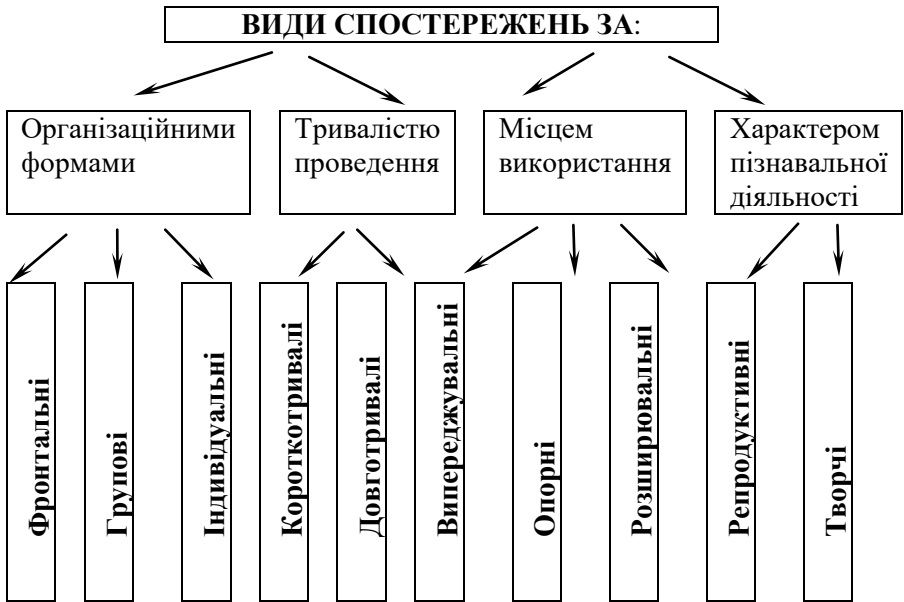 ВИДИ СПОСТЕРЕЖЕНЬ ЗА:
Організаційними
формами
Тривалістю
проведення
Місцем
використання
Характером
пізнавальної
діяльності
Фронтальні
Групові
Індивідуальні
Короткотривалі
Довготривалі
Випереджувальні
Опорні
Розширювальні
Репродуктивні
Творчі